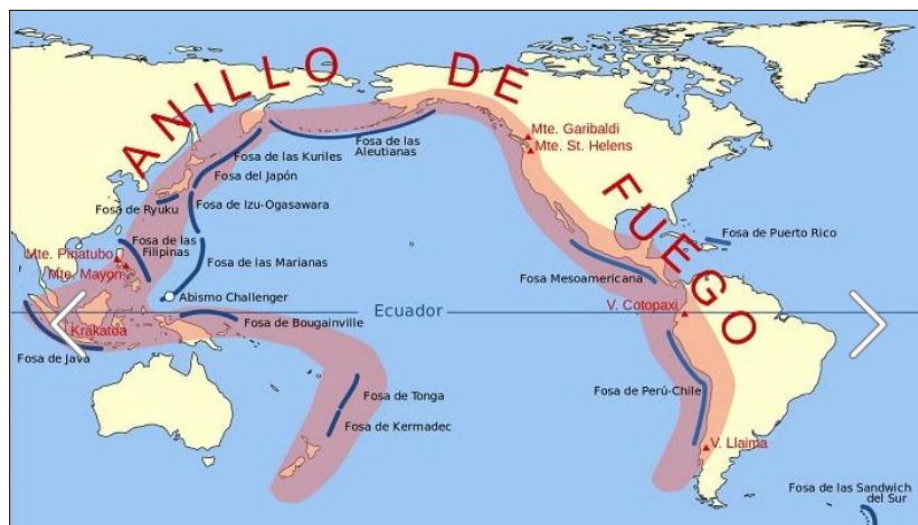 ANILLO DE FUEGO
Mte. Garibaldi
Mte. St. Helens
Fosa de las
Aleutianas
Fosa de las Kuriles
Fosa del Japón
Fosa de Ryuku
Fosa de Izu-Ogasawara
Fosa de Puerto Rico
Fosa de las
Filipinas
Mte. Pinatubo
Mte. Mayon
Fosa de las Marianas
Fosa Mesoamericana
Abismo Challenger
V. Cotopaxi
Ecuador
Fosa de Bougainville
Krakatoa
Fosa de Java
Fosa de Tonga
Fosa de Perú-Chile
Fosa de Kermadec
V. Llaima
Fosa de las Sandwich
del Sur